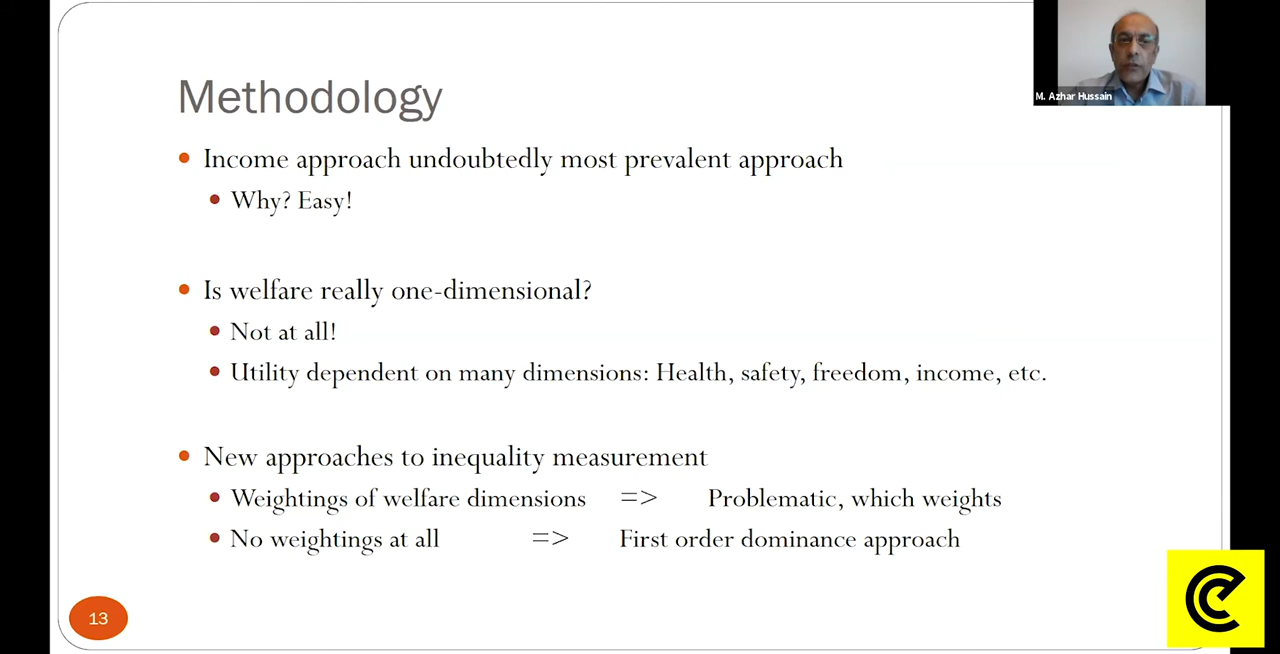 M. Azhar Hussain
Methodology
Income approach undoubtedly most prevalent approach
Why? Easy!
Is welfare really one-dimensional?
Not at all!
Utility dependent on many dimensions: Health, safety, freedom, income, etc.
New approaches to inequality measurement
Weightings of welfare dimensions => Problematic, which weights
No weightings at all => First order dominance approach
13